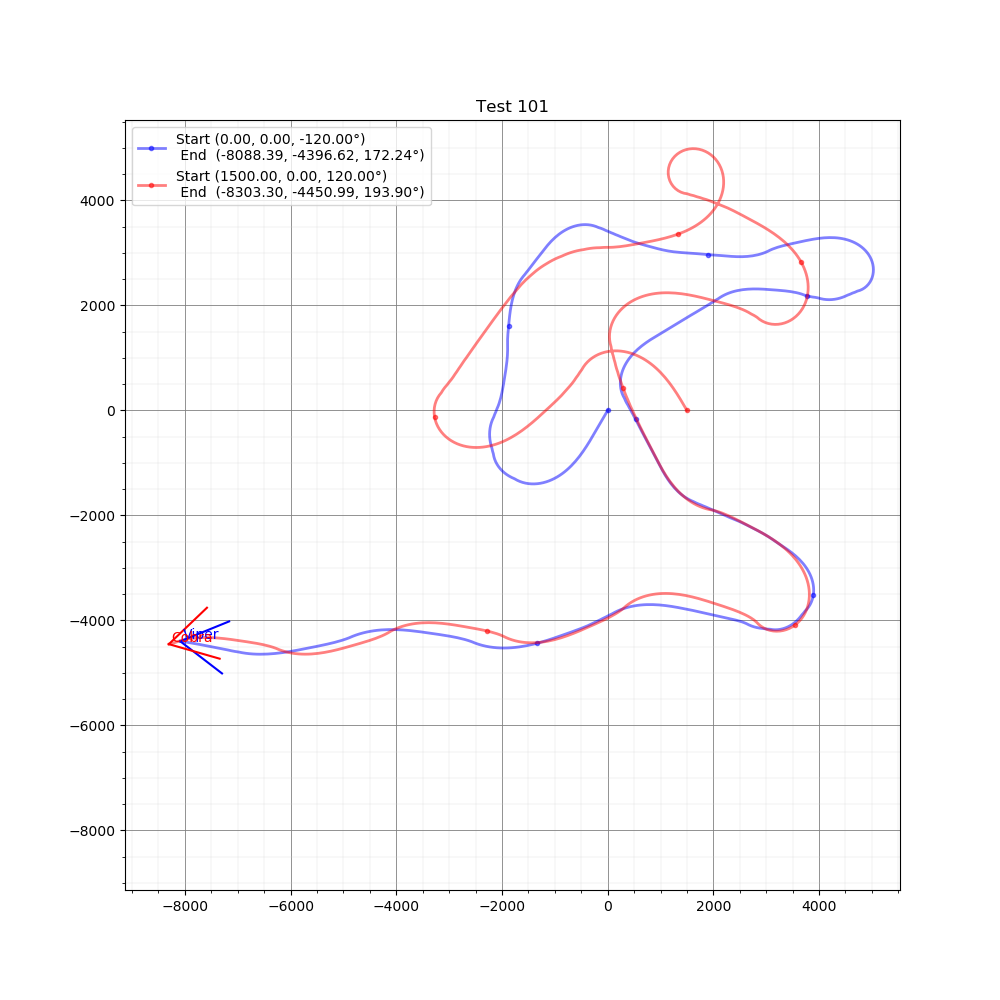 Test 101
Start (0.00, 0.00, -120.00°)
End (-8088.39, -4396.62, 172.24°)
Start (1500.00, 0.00, 120.00°)
End (-8303.30, -4450.99, 193.90°)
4000
2000
0
−2000
−4000
−6000
−8000
Viper
Cobra
−8000 −6000 −4000 −2000 0 2000 4000